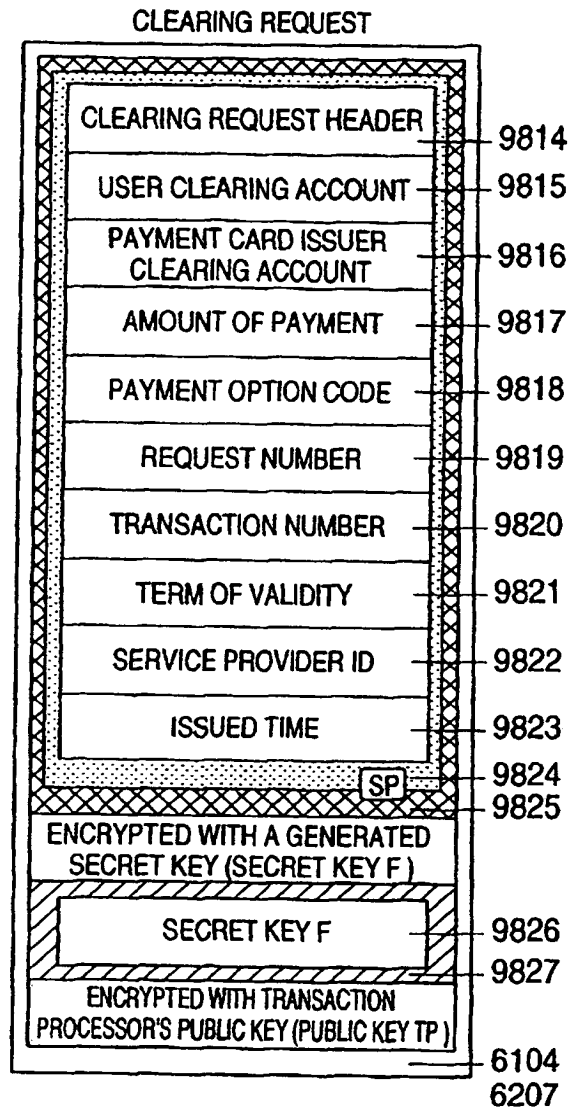 CLEARING REQUEST
CLEARING REQUEST HEADER
9814
USER CLEARING ACCOUNT
9815
PAYMENT CARD ISSUER
CLEARING ACCOUNT
9816
AMOUNT OF PAYMENT
9817
PAYMENT OPTION CODE
9818
REQUEST NUMBER
9819
TRANSACTION NUMBER
9820
TERM OF VALIDITY
9821
SERVICE PROVIDER ID
9822
ISSUED TIME
9823
SP
9824
9825
ENCRYPTED WITH A GENERATED
SECRET KEY (SECRET KEY F)
SECRET KEY F
9826
9827
ENCRYPTED WITH TRANSACTION
PROCESSOR'S PUBLIC KEY (PUBLIC KEY TP)
6104
6207